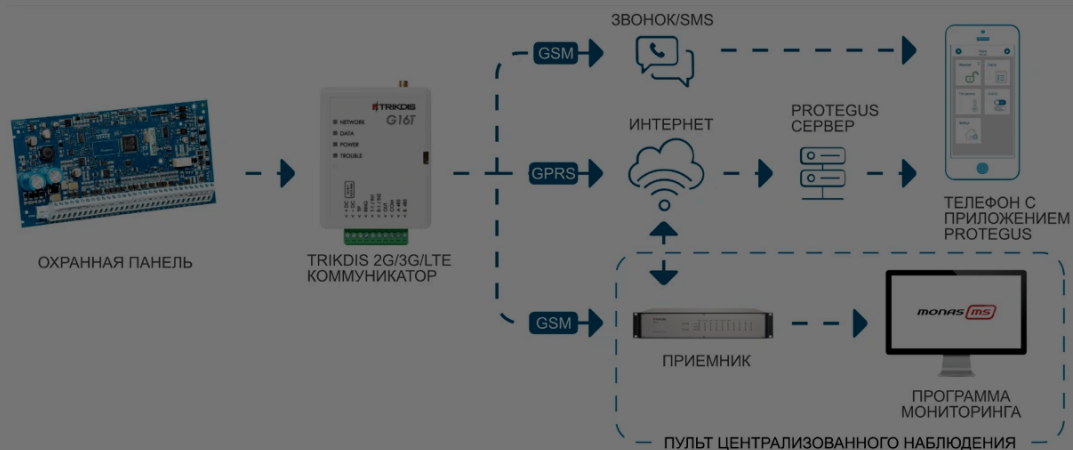 ЗВОНОК/SMS
GSM
TRIKDIS
G16T
NETWORK
DATA
POWER
TROUBLE
ОХРАННАЯ ПАНЕЛЬ
TRIKDIS 2G/3G/LTE
КОММУНИКАТОР
ИНТЕРНЕТ
GPRS
PROTEGUS
СЕРВЕР
ТЕЛЕФОН С
ПРИЛОЖЕНИЕМ
PROTEGUS
GSM
ПРИЕМНИК
MONAS MS
ПРОГРАММА
МОНИТОРИНГА
ПУЛЬТ ЦЕНТРАЛИЗОВАННОГО НАБЛЮДЕНИЯ